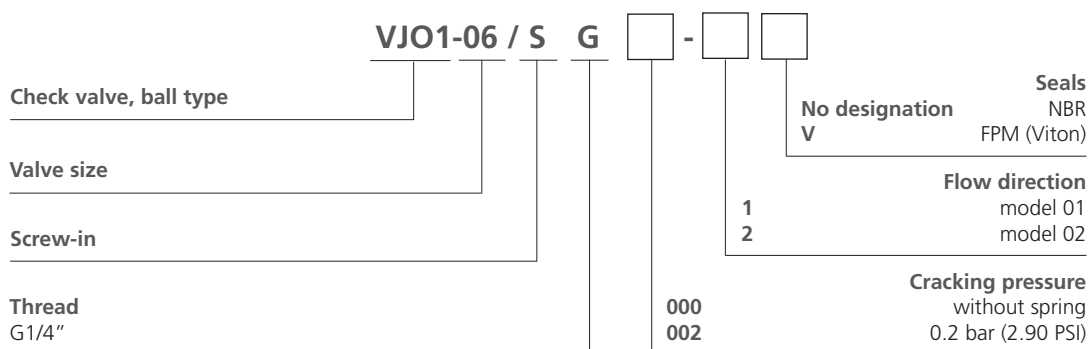 VJO1-06 / S G -
Check valve, ball type
Valve size
Screw-in
Thread
G1/4"
Seals
No designation NBR
V FPM (Viton)
Flow direction
1 model 01
2 model 02
Cracking pressure
000 without spring
002 0.2 bar (2.90 PSI)